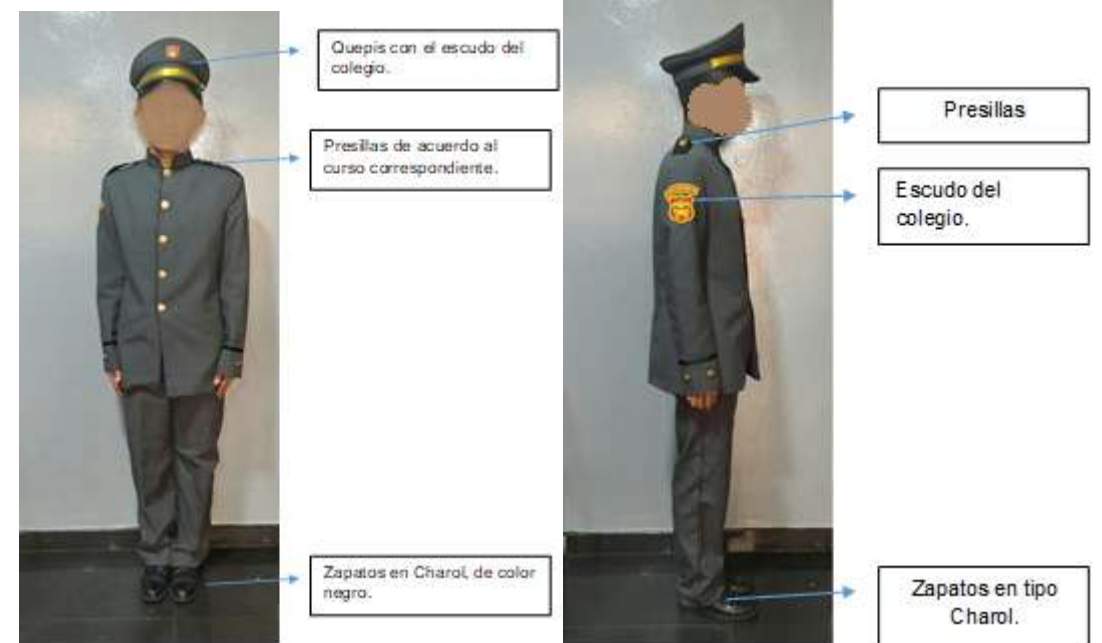 Quepis con el escudo del
colegio.
Presillas de acuerdo al
curso correspondiente.
Zapatos en Charol, de color
negro.
Presillas
Escudo del
colegio.
Zapatos en tipo
Charol.